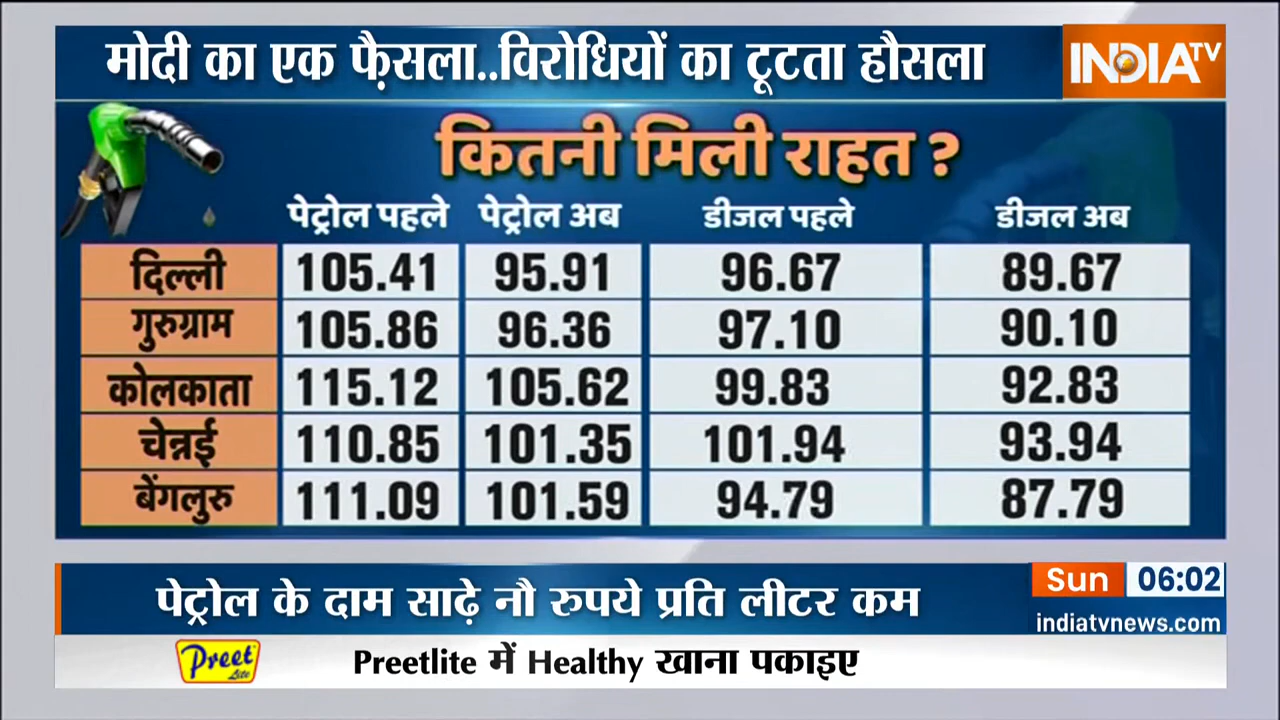 मोदी का एक फ़ैसला..विरोधियों का टूटता हौसला
INDIA TV
कितनी मिली राहत ?
पेट्रोल पहले पेट्रोल अब डीजल पहले डीजल अब
दिल्ली 105.41 95.91 96.67 89.67
गुरुग्राम 105.86 96.36 97.10 90.10
कोलकाता 115.12 105.62 99.83 92.83
चेन्नई 110.85 101.35 101.94 93.94
बेंगलुरु 111.09 101.59 94.79 87.79
पेट्रोल के दाम साढ़े नौ रुपये प्रति लीटर कम
Sun 06:02
indiatvnews.com
Preet Lite
Preetlite में Healthy खाना पकाइए